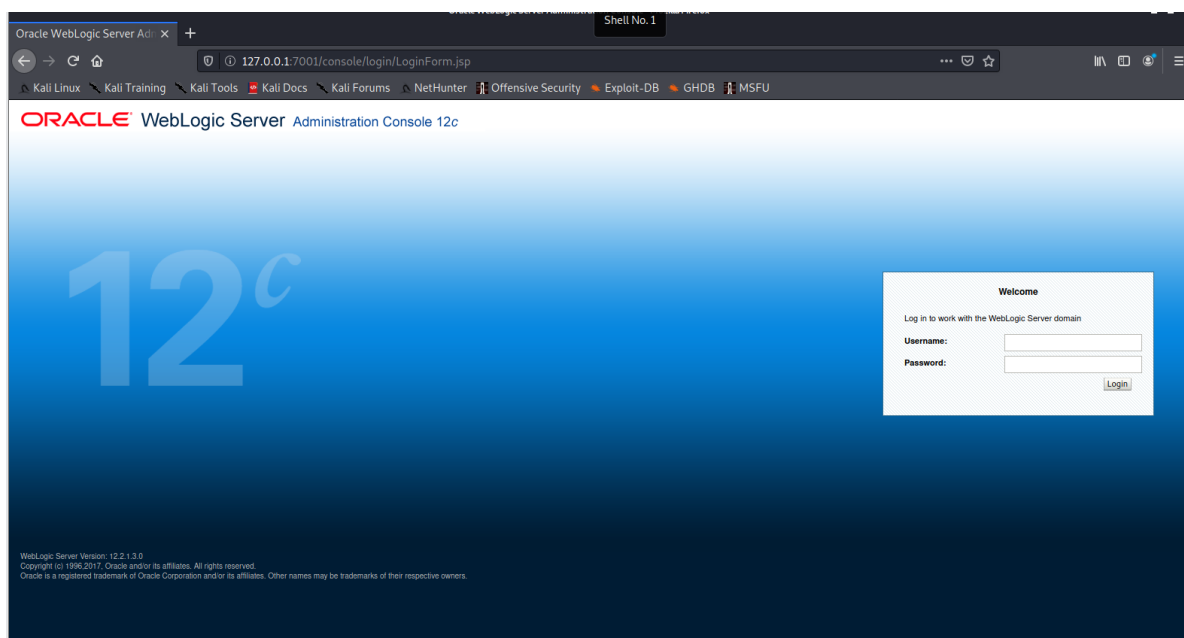 Shell No. 1
Oracle WebLogic Server Adn
127.0.0.1:7001/console/login/LoginForm.jsp
Kali Linux Kali Training Kali Tools Kali Docs Kali Forums NetHunter Offensive Security Exploit-DB GHDB MSFU
ORACLE WebLogic Server Administration Console 12c
12c
Welcome
Log in to work with the WebLogic Server domain
Username:
Password:
Login
WebLogic Server Version: 12.2.1.3.0
Copyright (c) 1996,2017, Oracle and/or its affiliates. All rights reserved.
Oracle is a registered trademark of Oracle Corporation and/or its affiliates. Other names may be trademarks of their respective owners.